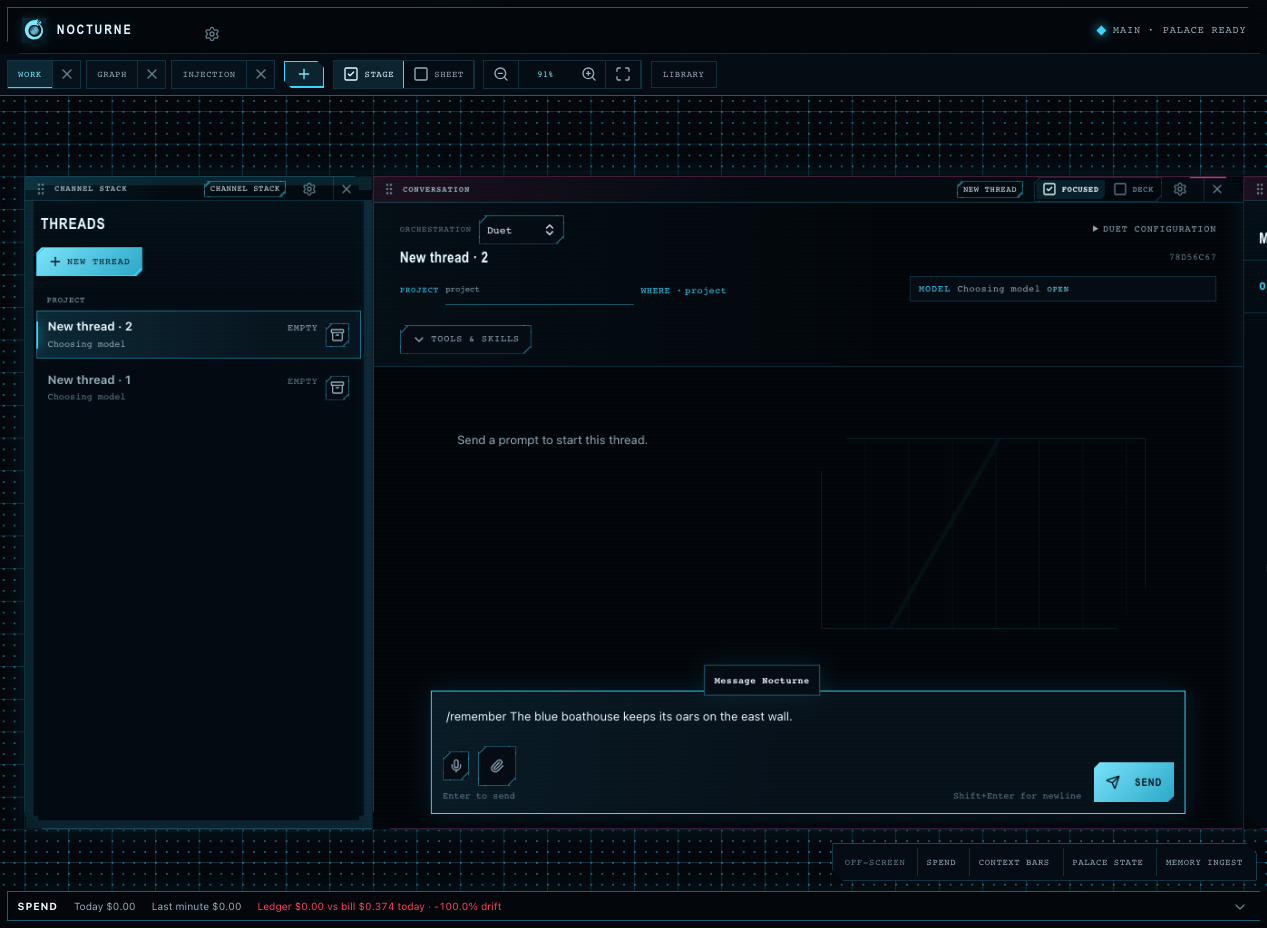 NOCTURNE
MAIN · PALACE READY
WORK
GRAPH
INJECTION
STAGE
SHEET
91%
LIBRARY
CHANNEL STACK
CHANNEL STACK
THREADS
NEW THREAD
PROJECT
New thread · 2
EMPTY
Choosing model
New thread · 1
EMPTY
Choosing model
CONVERSATION
NEW THREAD
FOCUSED
DECK
ORCHESTRATION
Duet
DUET CONFIGURATION
New thread · 2
78D56C67
PROJECT
project
WHERE · project
MODEL Choosing model OPEN
TOOLS & SKILLS
Send a prompt to start this thread.
Message Nocturne
/remember The blue boathouse keeps its oars on the east wall.
Enter to send
Shift+Enter for newline
SEND
OFF-SCREEN
SPEND
CONTEXT BARS
PALACE STATE
MEMORY INGEST
SPEND
Today $0.00
Last minute $0.00
Ledger $0.00 vs bill $0.374 today · -100.0% drift